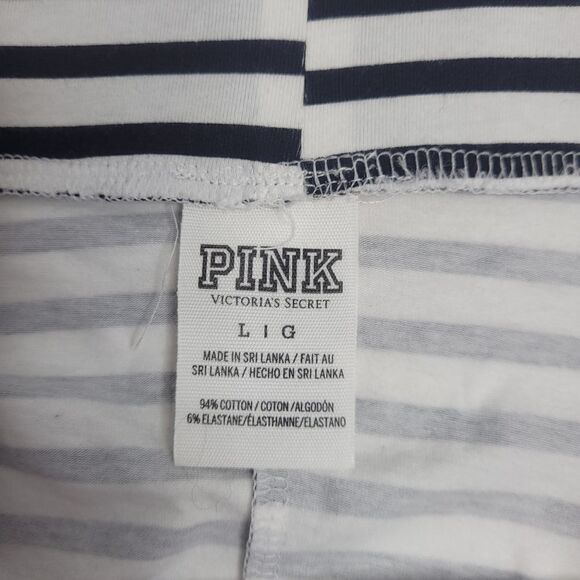 PINK
VICTORIA'S SECRET
L | G
MADE IN SRI LANKA / FAIT AU
SRI LANKA / HECHO EN SRI LANKA
94% COTTON / COTON /ALGODÓN
6% ELASTANE/ÉLASTHANNE/ELASTANO